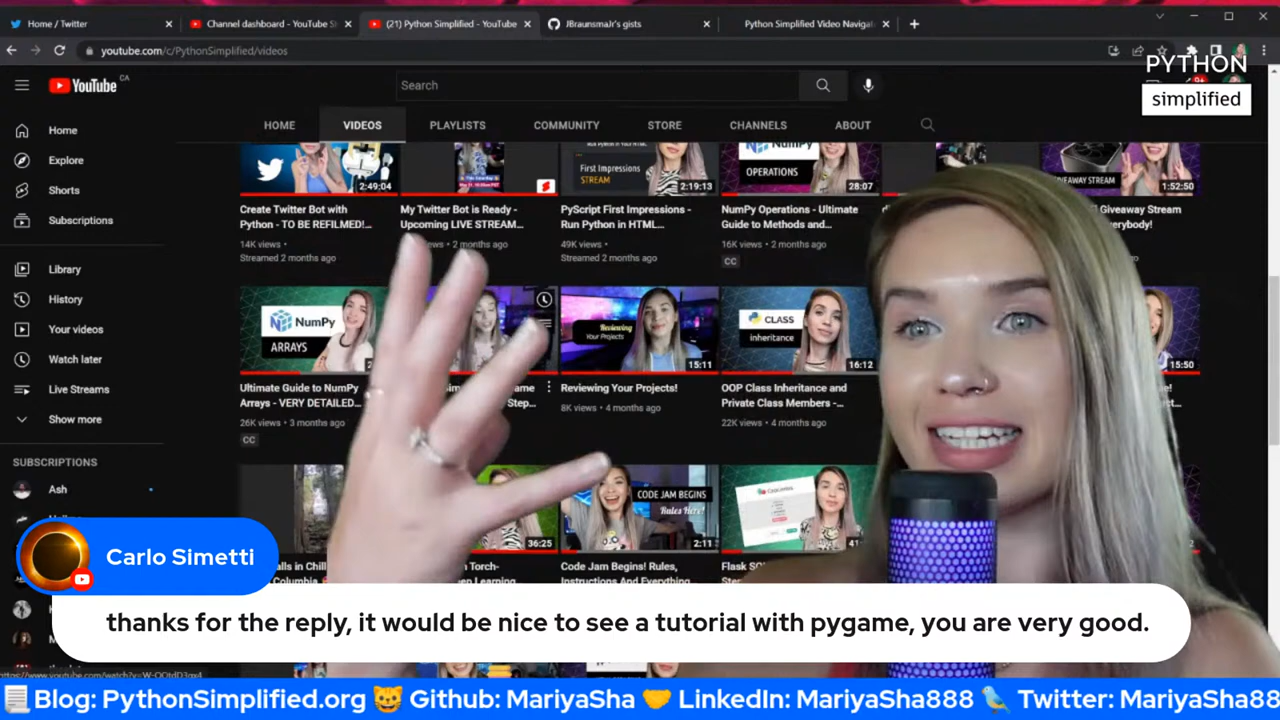 Home / Twitter
Channel dashboard - YouTube S
(21) Python Simplified - YouTube
JBraunsmaJr's gists
Python Simplified Video Navigat
youtube.com/c/PythonSimplified/videos
PYTHON
simplified
YouTube CA
Search
9+
HOME VIDEOS PLAYLISTS COMMUNITY STORE CHANNELS ABOUT
Home
Explore
Shorts
Subscriptions
Library
History
Your videos
Watch later
Live Streams
Show more
SUBSCRIPTIONS
Ash
2:49:04
First Impressions
STREAM
2:19:13
NumPy
OPERATIONS
28:07
GIVEAWAY STREAM
1:52:50
Create Twitter Bot with
Python - TO BE REFILMED!...
14K views •
Streamed 2 months ago
My Twitter Bot is Ready -
Upcoming LIVE STREAM...
views • 2 months ago
PyScript First Impressions -
Run Python in HTML...
49K views •
Streamed 2 months ago
NumPy Operations - Ultimate
Guide to Methods and...
16K views • 2 months ago
CC
Giveaway Stream
NumPy
ARRAYS
Reviewing
Your Projects!
15:11
CLASS
inheritance
16:12
15:50
Ultimate Guide to NumPy
Arrays - VERY DETAILED...
26K views • 3 months ago
CC
Step...
Reviewing Your Projects!
8K views • 4 months ago
OOP Class Inheritance and
Private Class Members -...
22K views • 4 months ago
36:25
CODE JAM BEGINS
Rules Here!
2:11
Code Jam Begins! Rules,
Carlo Simetti
thanks for the reply, it would be nice to see a tutorial with pygame, you are very good.
Blog: PythonSimplified.org Github: MariyaSha LinkedIn: MariyaSha888 Twitter: MariyaSha88